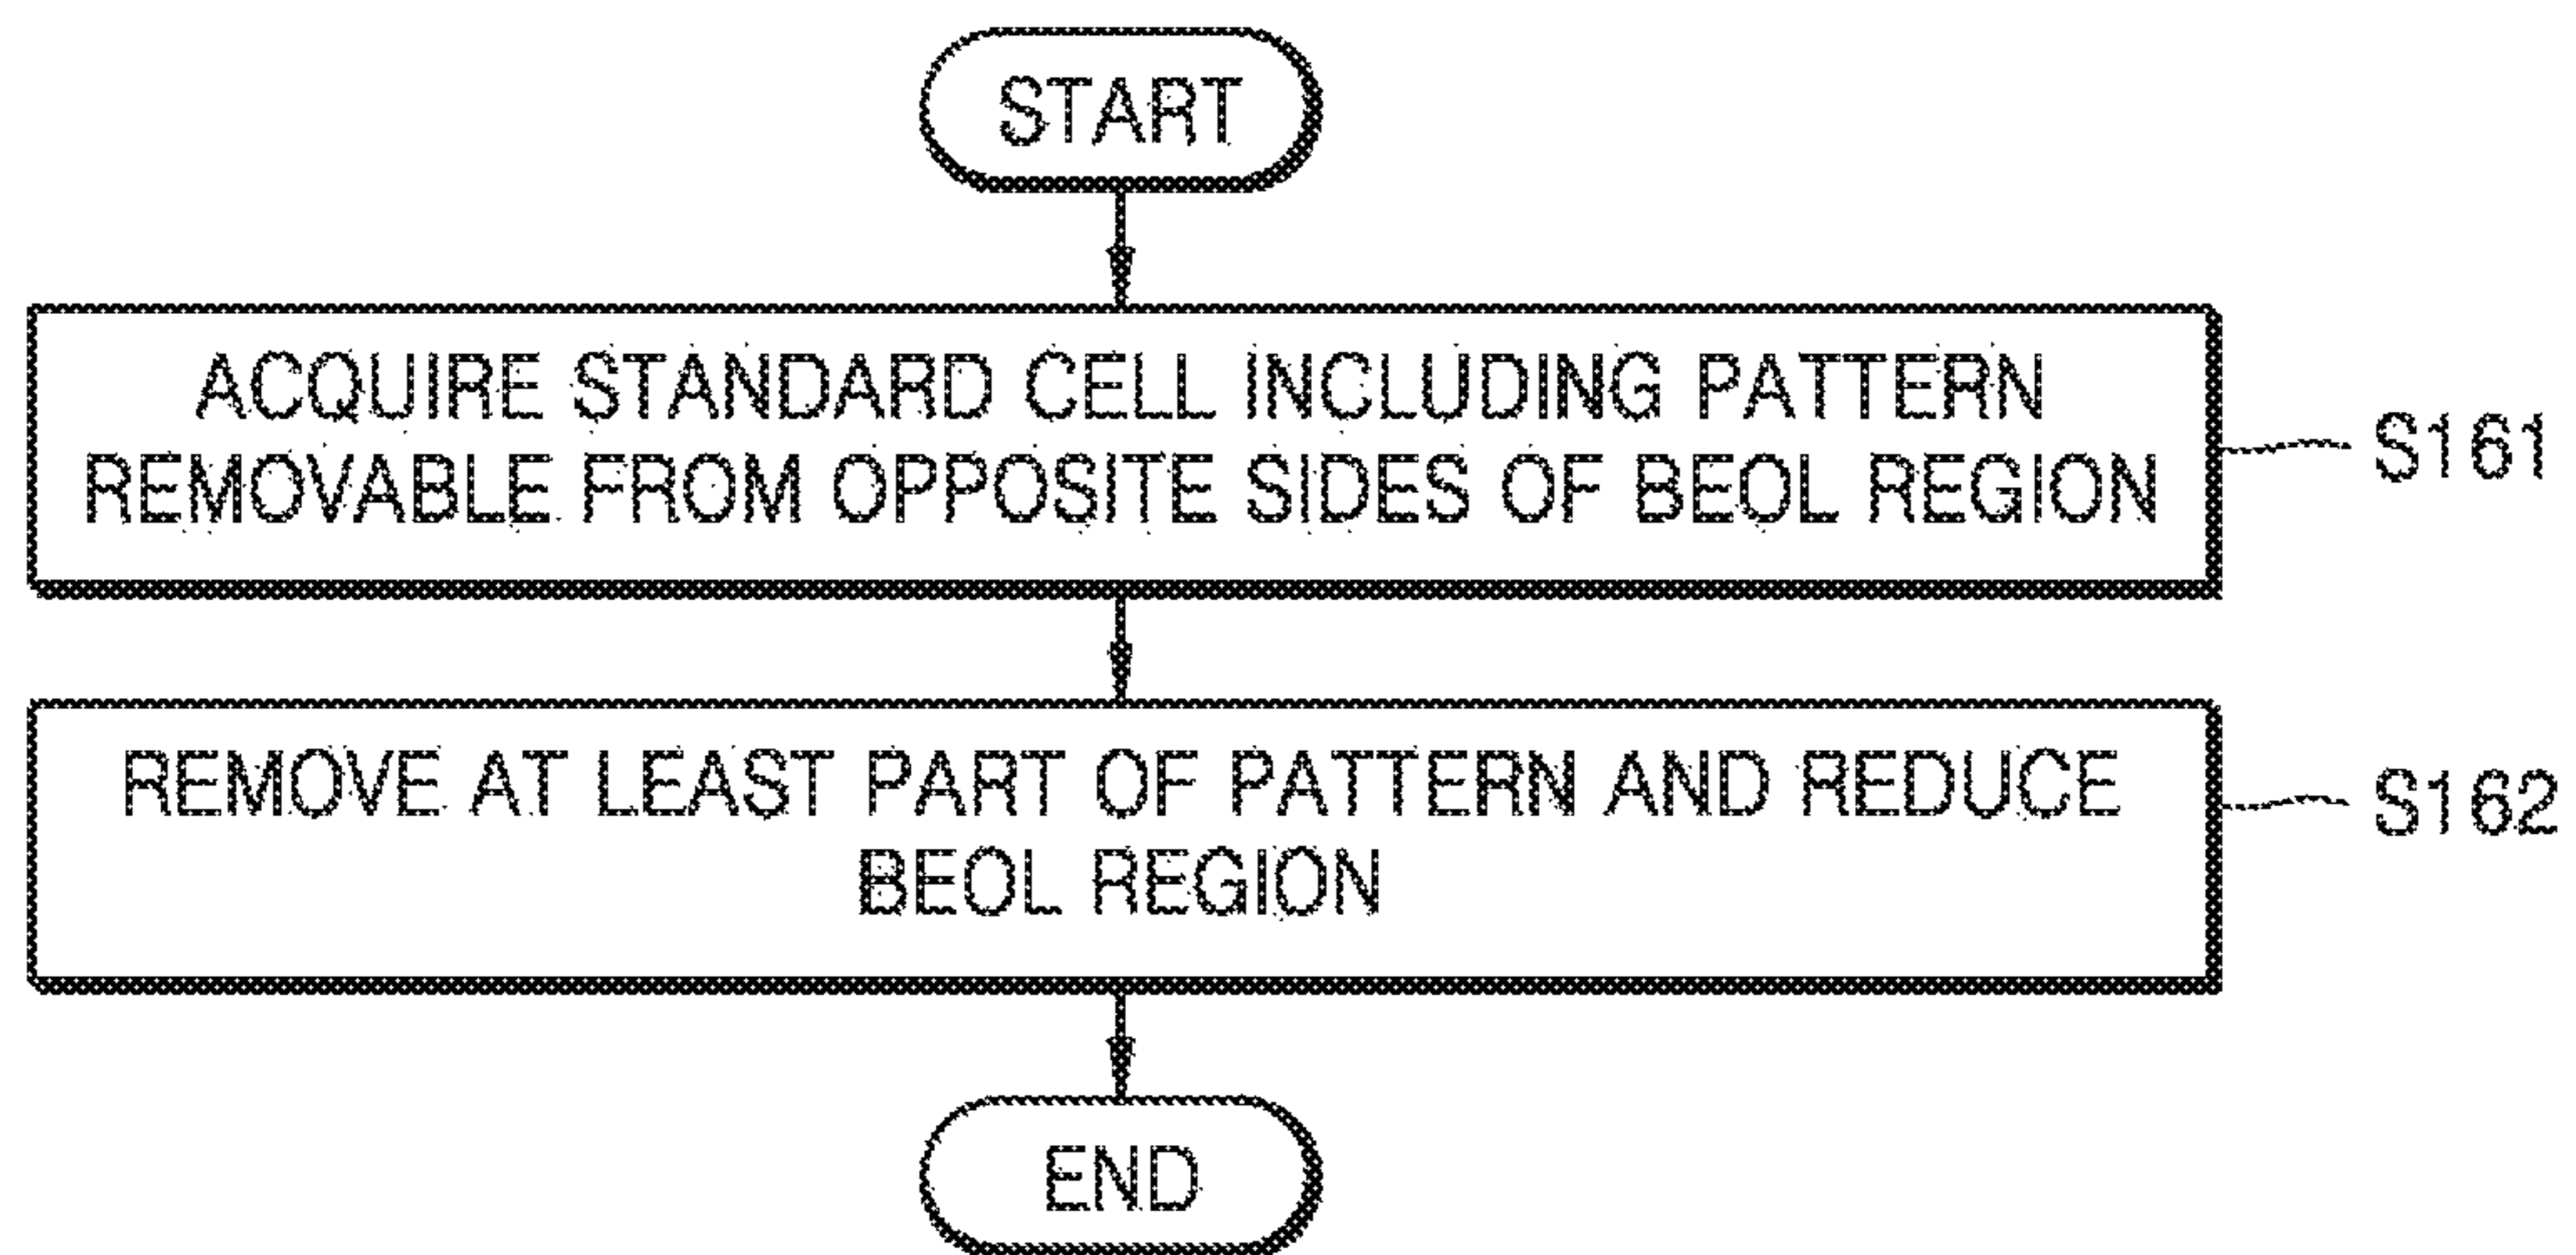 START
ACQUIRE STANDARD CELL INCLUDING PATTERN
REMOVABLE FROM OPPOSITE SIDES OF BEOL REGION
S161
REMOVE AT LEAST PART OF PATTERN AND REDUCE
BEOL REGION
S162
END